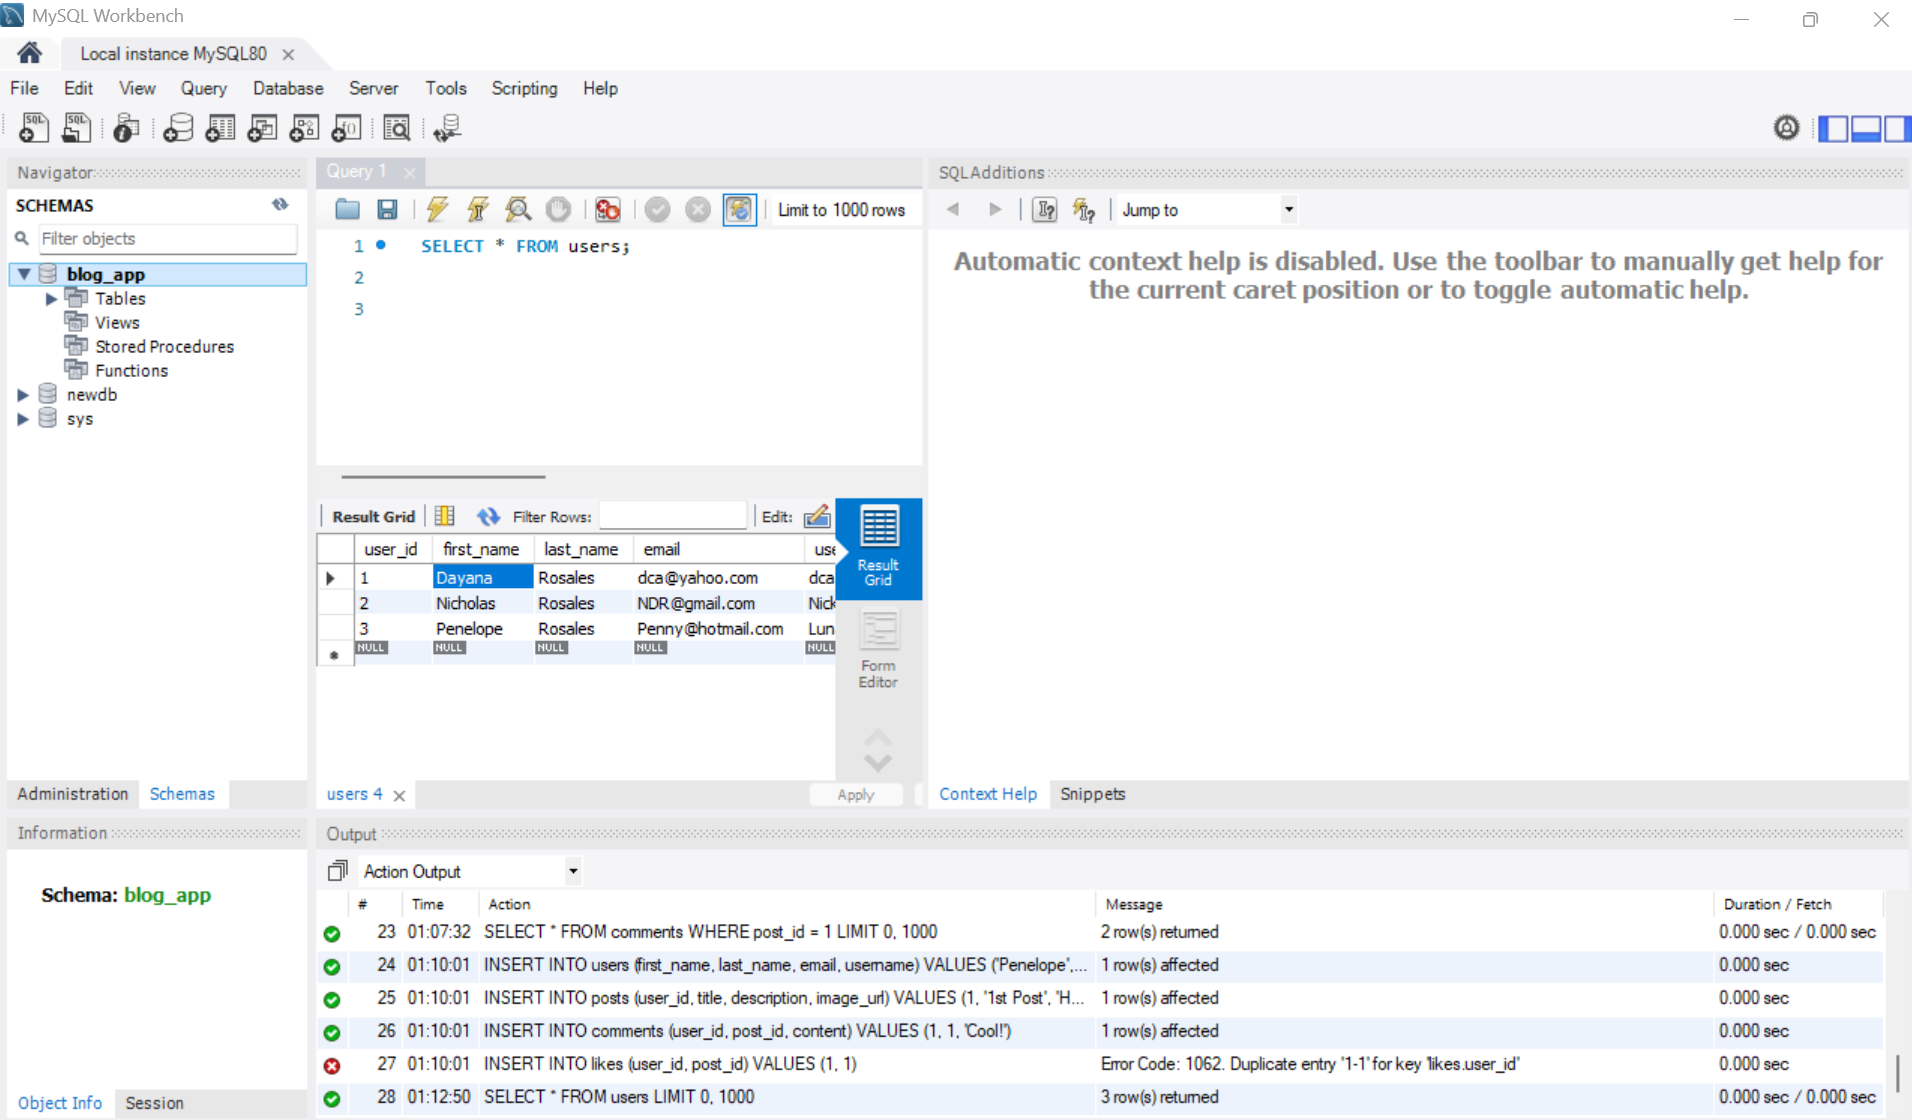 MySQL Workbench
Local instance MySQL80
File Edit View Query Database Server Tools Scripting Help
Navigator
SCHEMAS
Filter objects
blog_app
Tables
Views
Stored Procedures
Functions
newdb
sys
Administration Schemas
Information
Schema: blog_app
Object Info Session
Query 1
Limit to 1000 rows
1 SELECT * FROM users;
2
3
Result Grid Filter Rows: Edit:
user_id first_name last_name email use
1 Dayana Rosales dca@yahoo.com dca
2 Nicholas Rosales NDR@gmail.com Nick
3 Penelope Rosales Penny@hotmail.com Lun
NULL NULL NULL NULL NULL
Result
Grid
Form
Editor
users 4 Apply
SQLAdditions
Jump to
Automatic context help is disabled. Use the toolbar to manually get help for
the current caret position or to toggle automatic help.
Context Help Snippets
Output
Action Output
# Time Action Message Duration / Fetch
23 01:07:32 SELECT * FROM comments WHERE post_id = 1 LIMIT 0, 1000 2 row(s) returned 0.000 sec / 0.000 sec
24 01:10:01 INSERT INTO users (first_name, last_name, email, username) VALUES ('Penelope',... 1 row(s) affected 0.000 sec
25 01:10:01 INSERT INTO posts (user_id, title, description, image_url) VALUES (1, '1st Post', 'H... 1 row(s) affected 0.000 sec
26 01:10:01 INSERT INTO comments (user_id, post_id, content) VALUES (1, 1, 'Cool!') 1 row(s) affected 0.000 sec
27 01:10:01 INSERT INTO likes (user_id, post_id) VALUES (1, 1) Error Code: 1062. Duplicate entry '1-1' for key 'likes.user_id' 0.000 sec
28 01:12:50 SELECT * FROM users LIMIT 0, 1000 3 row(s) returned 0.000 sec / 0.000 sec